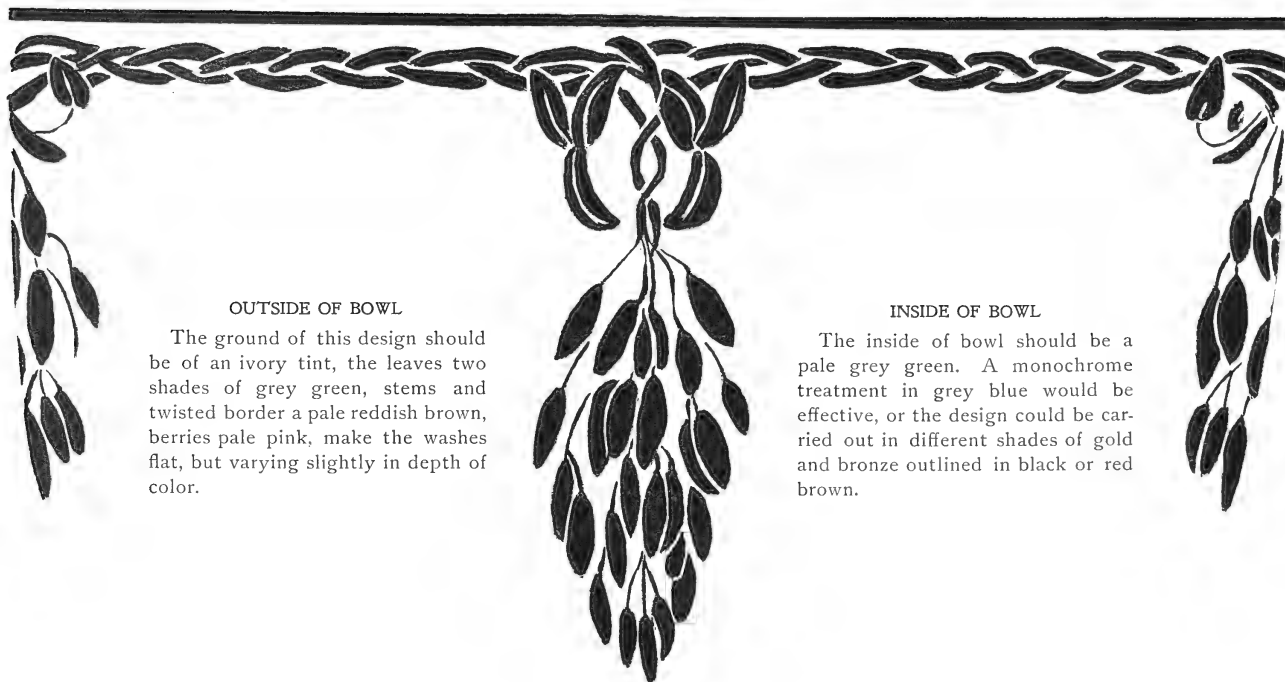 OUTSIDE OF BOWL
The ground of this design should
be of an ivory tint, the leaves two
shades of grey green, stems and
twisted border a pale reddish brown,
berries pale pink, make the washes
flat, but varying slightly in depth of
color.
INSIDE OF BOWL
The inside of bowl should be a
pale grey green. A monochrome
treatment in grey blue would be
effective, or the design could be car-
ried out in different shades of gold
and bronze outlined in black or red
brown.